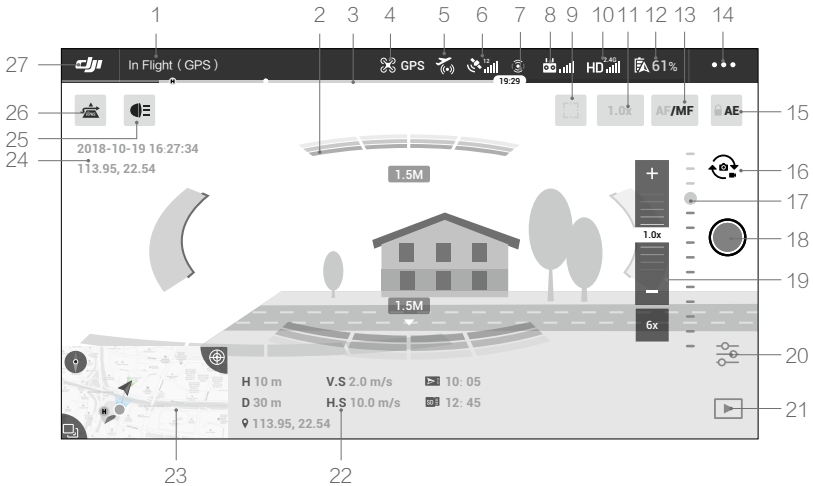 1 2 3 4 5 6 7 8 9 10 11 12 13 14
27 dji In Flight ( GPS ) GPS 12 HD 2.4G 61%
H 19:29
26 1.0x AF/MF AE 15
25
24 2018-10-19 16:27:34
113.95, 22.54
1.5M
16
+
17
1.0x
18
19
1.5M
6x
20
H 10 m V.S 2.0 m/s 10: 05
D 30 m H.S 10.0 m/s 12: 45
113.95, 22.54
H
21
23 22